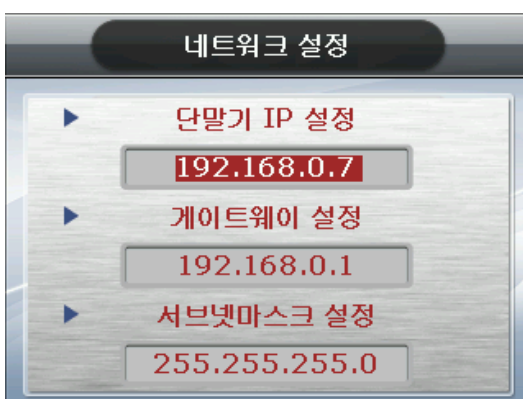 네트워크 설정
단말기 IP 설정
192.168.0.7
게이트웨이 설정
192.168.0.1
서브넷마스크 설정
255.255.255.0